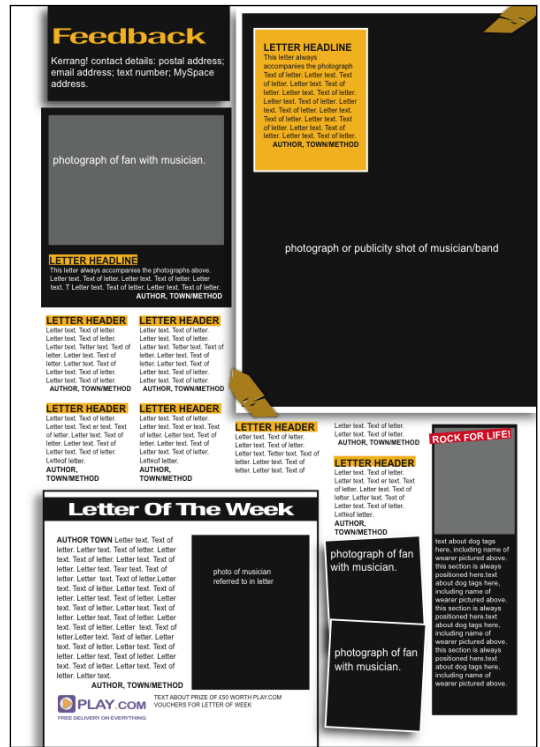 Feedback
Kerrang! contact details: postal address;
email address; text number; MySpace
address.
photograph of fan with musician.
LETTER HEADLINE
This letter always accompanies the photographs above.
Letter text. Text of letter. Letter text. Text of letter. Letter
text. T Letter text. Text of letter. Letter text. Text of letter.
AUTHOR, TOWN/METHOD
LETTER HEADLINE
This letter always
accompanies the photograph
Text of letter. Letter text. Text
of letter. Letter text. Text of
letter. Letter text. Text of letter.
Letter text. Text of letter. Letter
text. Text of letter. Letter text.
Text of letter. Letter text. Text
of letter. Letter text. Text of
letter. Letter text. Text of letter.
AUTHOR, TOWN/METHOD
photograph or publicity shot of musician/band
LETTER HEADER
Letter text. Text of letter.
Letter text. Text of letter.
Letter text. Tetter text. Text of
letter. Letter text. Text of
letter. Letter text. Text of
Letter text. Text of letter.
Letter text. Text of letter.
AUTHOR, TOWN/METHOD
LETTER HEADER
Letter text. Text of letter.
Letter text. Text of letter.
Letter text. Tetter text. Text of
letter. Letter text. Text of
letter. Letter text. Text of
Letter text. Text of letter.
Letter text. Text of letter.
AUTHOR, TOWN/METHOD
LETTER HEADER
Letter text. Text of letter.
Letter text. Text er text. Text
of letter. Letter text. Text of
letter. Letter text. Text of
Letter text. Text of letter.
Letteof letter.
AUTHOR,
TOWN/METHOD
LETTER HEADER
Letter text. Text of letter.
Letter text. Text er text. Text
of letter. Letter text. Text of
letter. Letter text. Text of
Letter text. Text of letter.
Letteof letter.
AUTHOR,
TOWN/METHOD
LETTER HEADER
Letter text. Text of letter.
Letter text. Text of letter.
Letter text. Tetter text. Text of
letter. Letter text. Text of
letter. Letter text. Text of
Letter text. Text of letter.
Letter text. Text of letter.
AUTHOR, TOWN/METHOD
LETTER HEADER
Letter text. Text of letter.
Letter text. Text er text. Text
of letter. Letter text. Text of
letter. Letter text. Text of
Letter text. Text of letter.
Letteof letter.
AUTHOR,
TOWN/METHOD
ROCK FOR LIFE!
text about dog tags
here, including name of
wearer pictured above.
this section is always
positioned here.text
about dog tags here,
including name of
wearer pictured above.
this section is always
positioned here.text
about dog tags here,
including name of
wearer pictured above.
this section is always
positioned here.text
about dog tags here,
including name of
wearer pictured above.
photograph of fan
with musician.
photograph of fan
with musician.
Letter Of The Week
AUTHOR TOWN Letter text. Text of
letter. Letter text. Text of letter. Letter
text. Text of letter. Letter text. Text of
letter. Letter text. Tear text. Text of
letter. Letter text. Text of letter. Letter
text. Text of letter. Letter text. Text of
letter. Letter text. Text of letter.Letter
text. Text of letter. Letter text. Text of
letter. Letter text. Text of letter. Letter
text. Text of letter. Letter text. Text of
letter. Letter text. Text of letter. Letter
text. Text of letter. Letter text. Text of
letter.Letter text. Text of letter. Letter
text. Text of letter. Letter text. Text of
letter. Letter text. Text of letter. Letter
text. Text of letter. Letter text. Text of
letter. Letter text.
AUTHOR, TOWN/METHOD
photo of musician
referred to in letter
PLAY.COM
FREE DELIVERY ON EVERYTHING
TEXT ABOUT PRIZE OF £50 WORTH PLAY.COM
VOUCHERS FOR LETTER OF WEEK